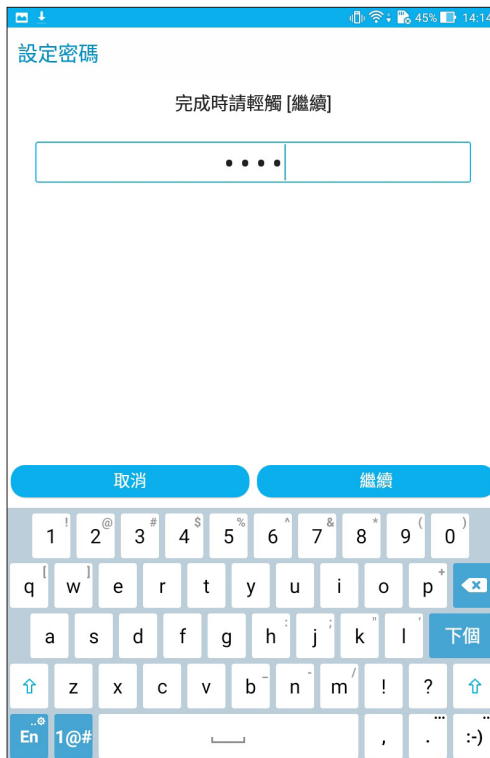 45% 14:14
設定密碼
完成時請輕觸 [繼續]
••••
取消 繼續
1 ! 2 @ 3 # 4 $ 5 % 6 ^ 7 & 8 * 9 ( 0 )
q [ w ] e r t y u i o p +
a s d f g h : j ; k " l ' 下個
z x c v b _ n - m / ! ?
En 1@# , . ... :-)